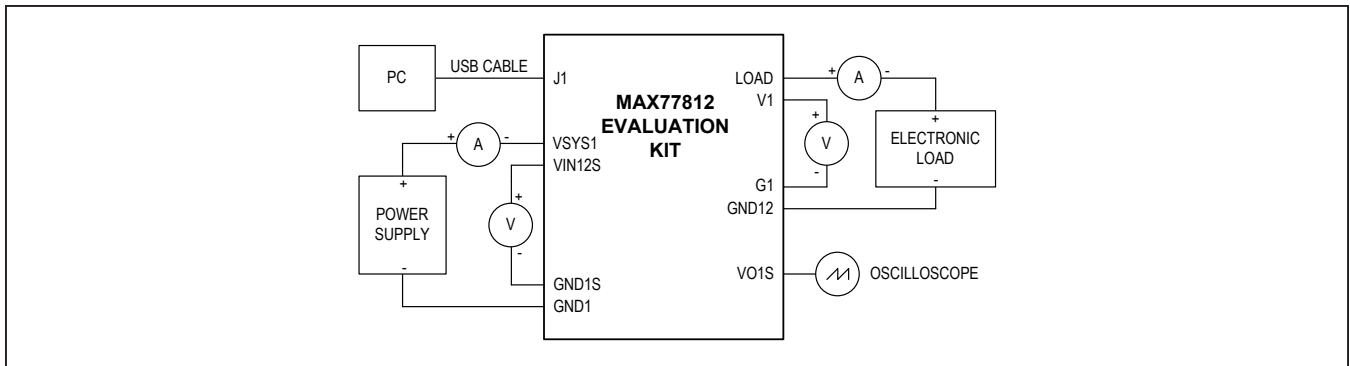 PC
USB CABLE
J1
MAX77812
EVALUATION
KIT
LOAD
+
A
-
V1
+
V
-
+
ELECTRONIC
LOAD
-
+
A
-
VSYS1
VIN12S
+
POWER
SUPPLY
-
+
V
-
G1
GND12
GND1S
GND1
VO1S
OSCILLOSCOPE